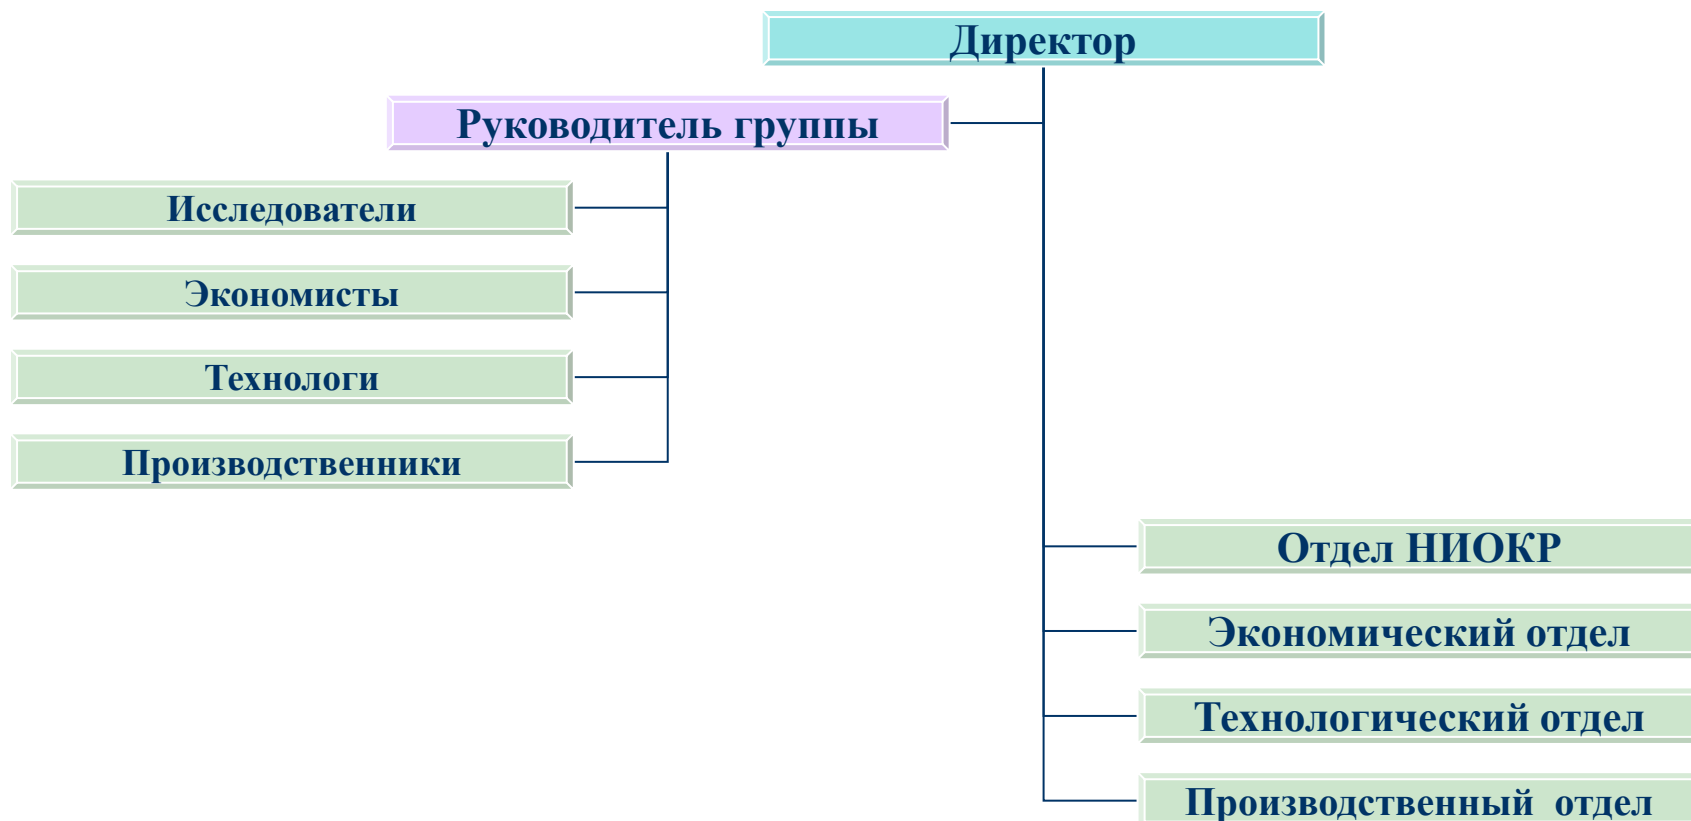 Директор
Руководитель группы
Исследователи
Экономисты
Технологи
Производственники
Отдел НИОКР
Экономический отдел
Технологический отдел
Производственный отдел